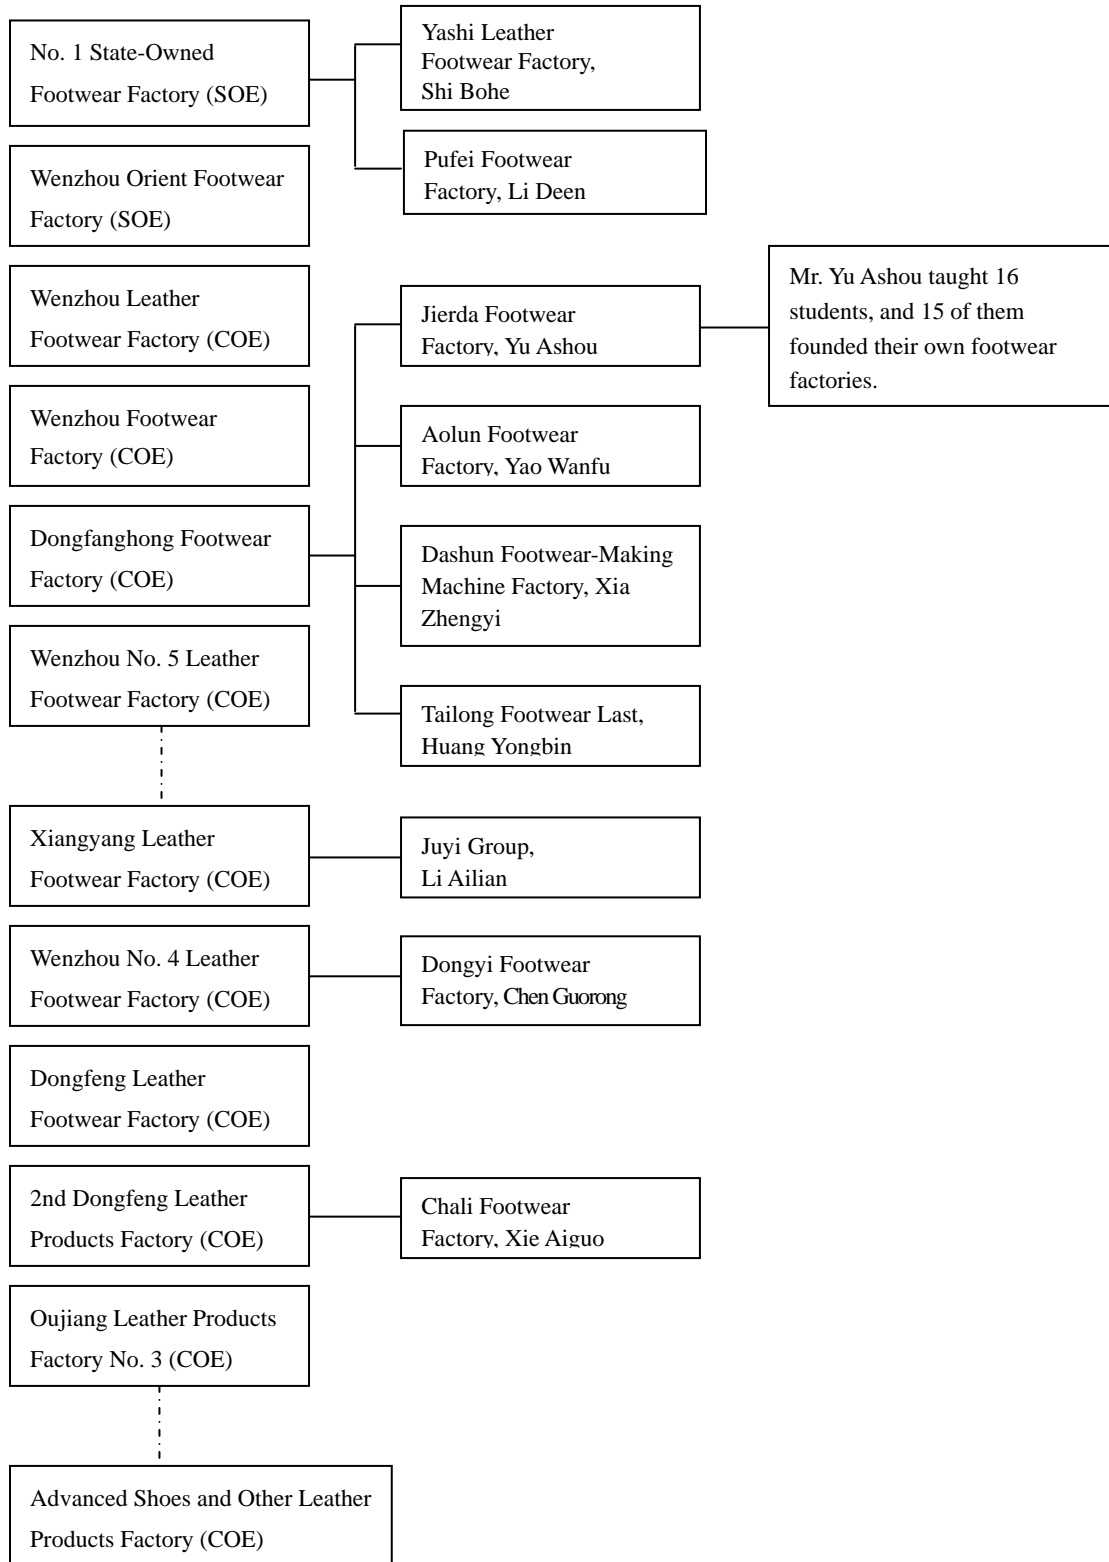 No. 1 State-Owned
Footwear Factory (SOE)
Yashi Leather
Footwear Factory,
Shi Bohe
Pufei Footwear
Factory, Li Deen
Wenzhou Orient Footwear
Factory (SOE)
Wenzhou Leather
Footwear Factory (COE)
Jierda Footwear
Factory, Yu Ashou
Mr. Yu Ashou taught 16
students, and 15 of them
founded their own footwear
factories.
Wenzhou Footwear
Factory (COE)
Aolun Footwear
Factory, Yao Wanfu
Dongfanghong Footwear
Factory (COE)
Dashun Footwear-Making
Machine Factory, Xia
Zhengyi
Wenzhou No. 5 Leather
Footwear Factory (COE)
Tailong Footwear Last,
Huang Yongbin
Xiangyang Leather
Footwear Factory (COE)
Juyi Group,
Li Ailian
Wenzhou No. 4 Leather
Footwear Factory (COE)
Dongyi Footwear
Factory, Chen Guorong
Dongfeng Leather
Footwear Factory (COE)
2nd Dongfeng Leather
Products Factory (COE)
Chali Footwear
Factory, Xie Aiguo
Oujiang Leather Products
Factory No. 3 (COE)
Advanced Shoes and Other Leather
Products Factory (COE)